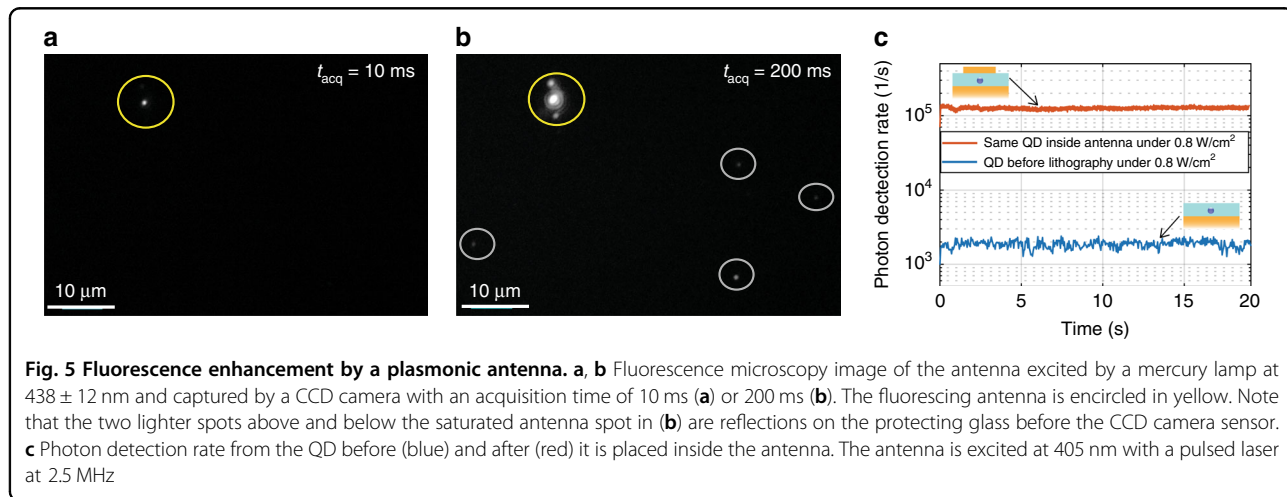 a
t_acq = 10 ms
10 µm
b
t_acq = 200 ms
10 µm
c
Photon dectection rate (1/s)
10^5
10^4
10^3
Same QD inside antenna under 0.8 W/cm^2
QD before lithography under 0.8 W/cm^2
0 5 10 15 20
Time (s)
Fig. 5 Fluorescence enhancement by a plasmonic antenna. a, b Fluorescence microscopy image of the antenna excited by a mercury lamp at
438 ± 12 nm and captured by a CCD camera with an acquisition time of 10 ms (a) or 200 ms (b). The fluorescing antenna is encircled in yellow. Note
that the two lighter spots above and below the saturated antenna spot in (b) are reflections on the protecting glass before the CCD camera sensor.
c Photon detection rate from the QD before (blue) and after (red) it is placed inside the antenna. The antenna is excited at 405 nm with a pulsed laser
at 2.5 MHz